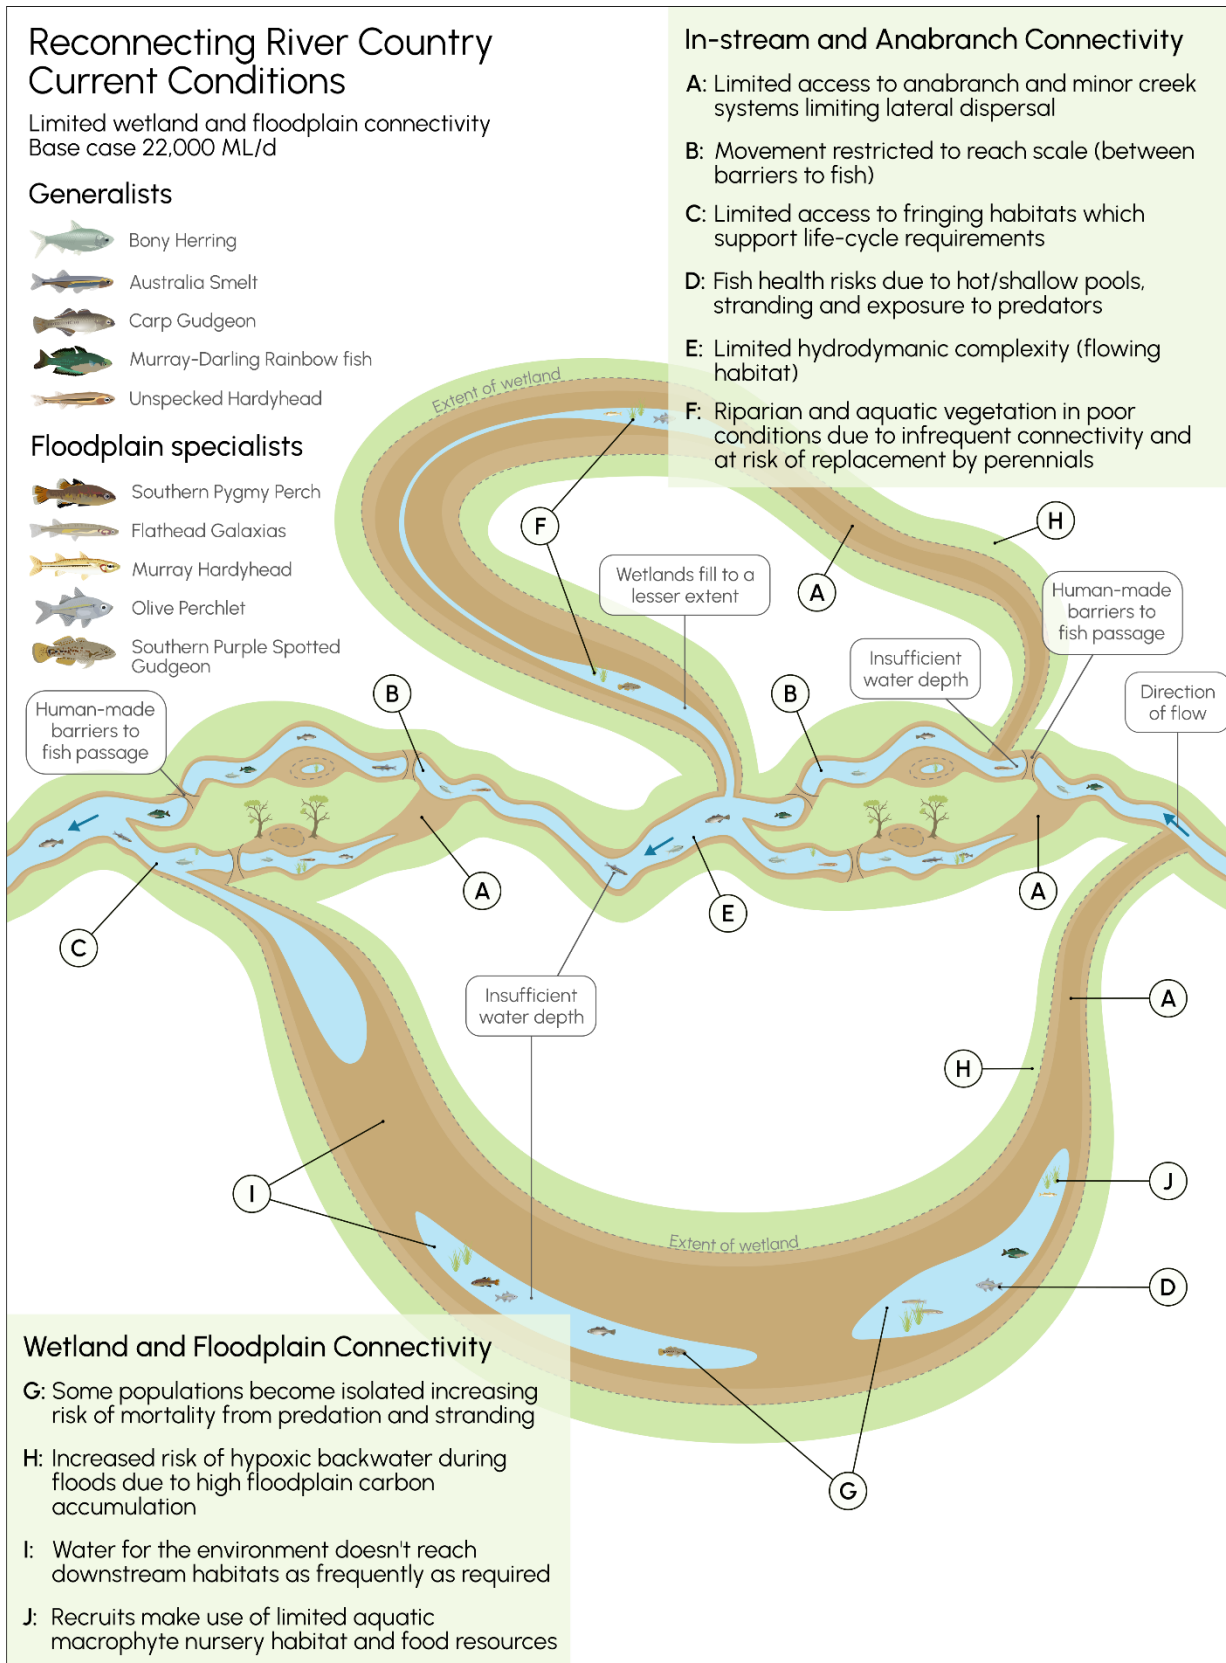 Reconnecting River Country
Current Conditions
Limited wetland and floodplain connectivity
Base case 22,000 ML/d
Generalists
Bony Herring
Australia Smelt
Carp Gudgeon
Murray-Darling Rainbow fish
Unspecked Hardyhead
Floodplain specialists
Southern Pygmy Perch
Flathead Galaxias
Murray Hardyhead
Olive Perchlet
Southern Purple Spotted
Gudgeon
In-stream and Anabranch Connectivity
A: Limited access to anabranch and minor creek
systems limiting lateral dispersal
B: Movement restricted to reach scale (between
barriers to fish)
C: Limited access to fringing habitats which
support life-cycle requirements
D: Fish health risks due to hot/shallow pools,
stranding and exposure to predators
E: Limited hydrodymanic complexity (flowing
habitat)
F: Riparian and aquatic vegetation in poor
conditions due to infrequent connectivity and
at risk of replacement by perennials
Extent of wetland
F
H
A
Wetlands fill to a
lesser extent
Human-made
barriers to
fish passage
Insufficient
water depth
Direction
of flow
Human-made
barriers to
fish passage
B
B
A
A
E
C
Insufficient
water depth
A
H
I
J
Extent of wetland
D
G
Wetland and Floodplain Connectivity
G: Some populations become isolated increasing
risk of mortality from predation and stranding
H: Increased risk of hypoxic backwater during
floods due to high floodplain carbon
accumulation
I: Water for the environment doesn't reach
downstream habitats as frequently as required
J: Recruits make use of limited aquatic
macrophyte nursery habitat and food resources